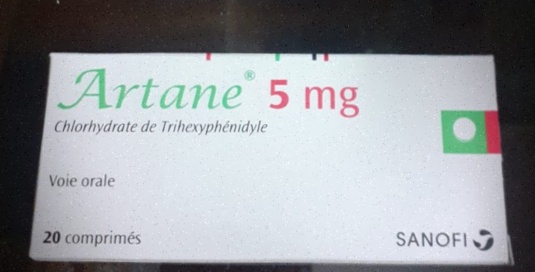 Artane® 5 mg
Chlorhydrate de Trihexyphénidyle
Voie orale
20 comprimés
SANOFI